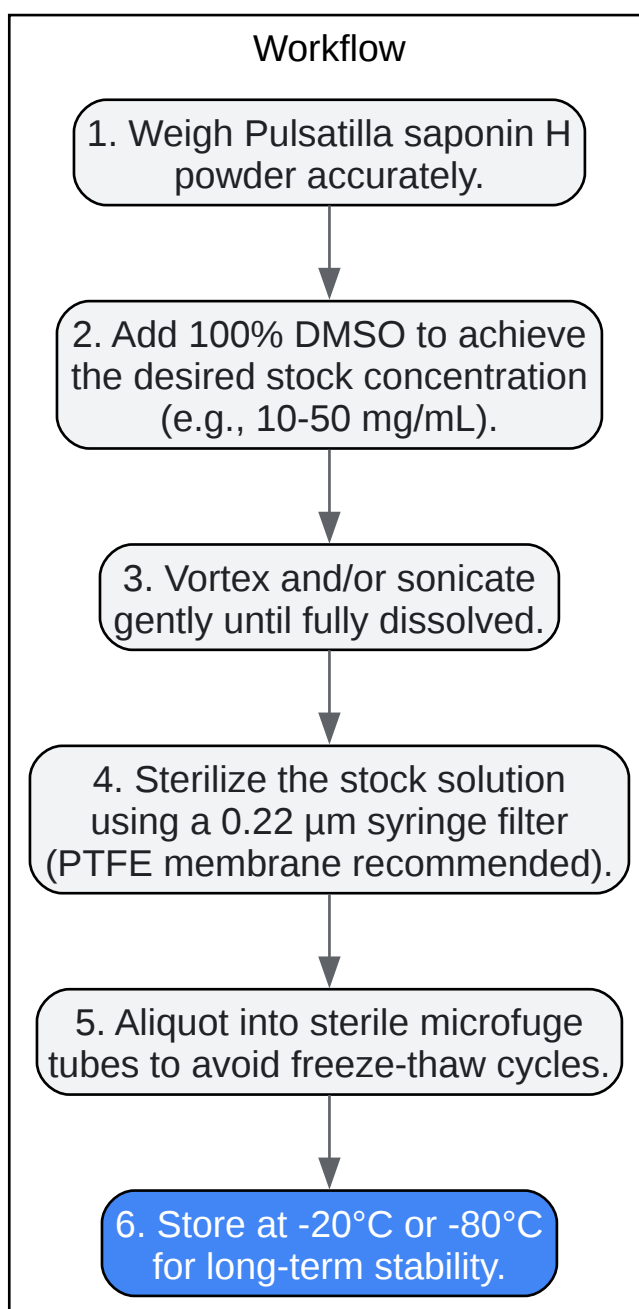 Workflow
1. Weigh Pulsatilla saponin H
powder accurately.
2. Add 100% DMSO to achieve
the desired stock concentration
(e.g., 10-50 mg/mL).
3. Vortex and/or sonicate
gently until fully dissolved.
4. Sterilize the stock solution
using a 0.22 µm syringe filter
(PTFE membrane recommended).
5. Aliquot into sterile microfuge
tubes to avoid freeze-thaw cycles.
6. Store at -20°C or -80°C
for long-term stability.